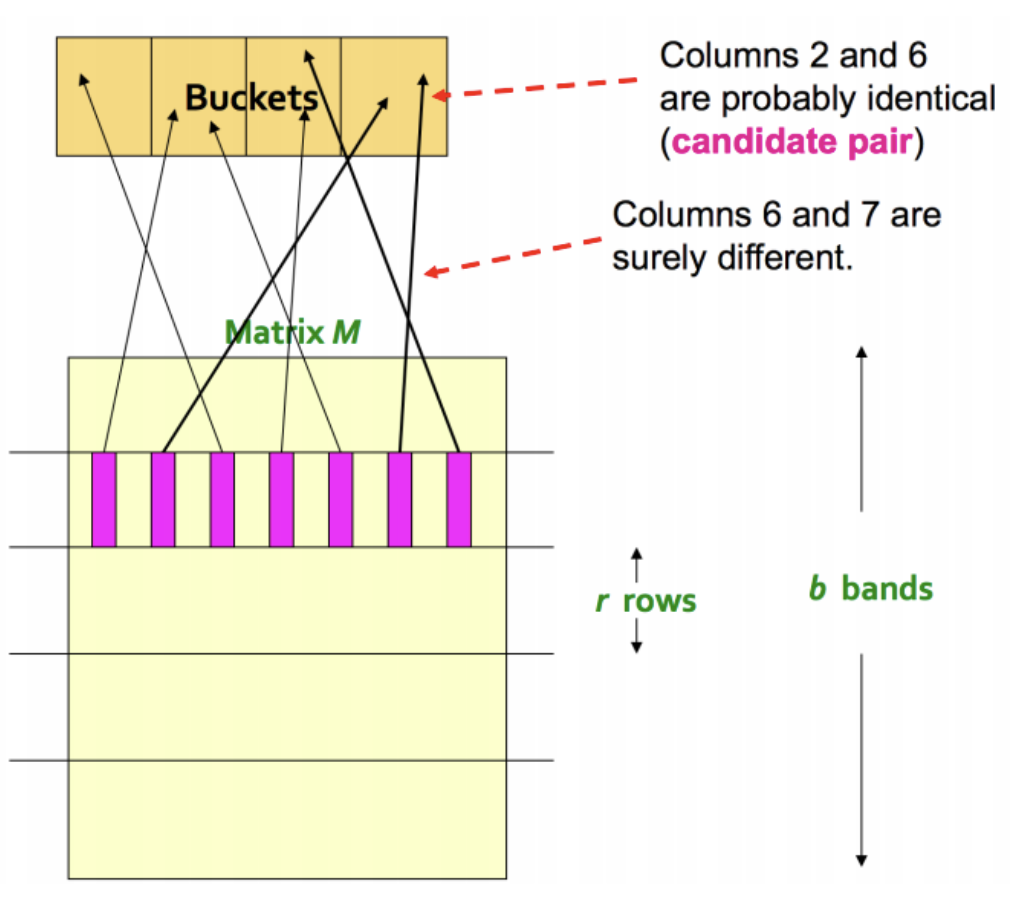 Buckets
Columns 2 and 6
are probably identical
(candidate pair)
Columns 6 and 7 are
surely different.
Matrix M
r rows
b bands